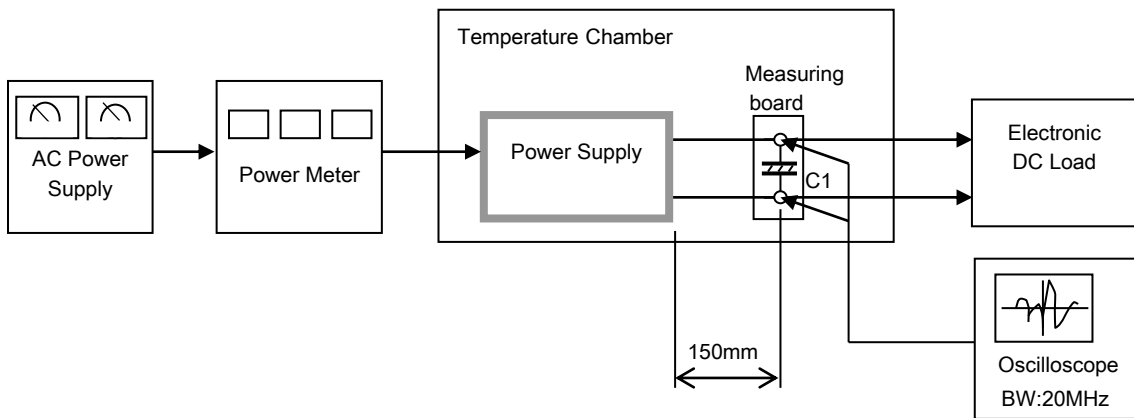 Temperature Chamber
Measuring
board
AC Power
Supply
Power Meter
Power Supply
C1
Electronic
DC Load
150mm
Oscilloscope
BW:20MHz